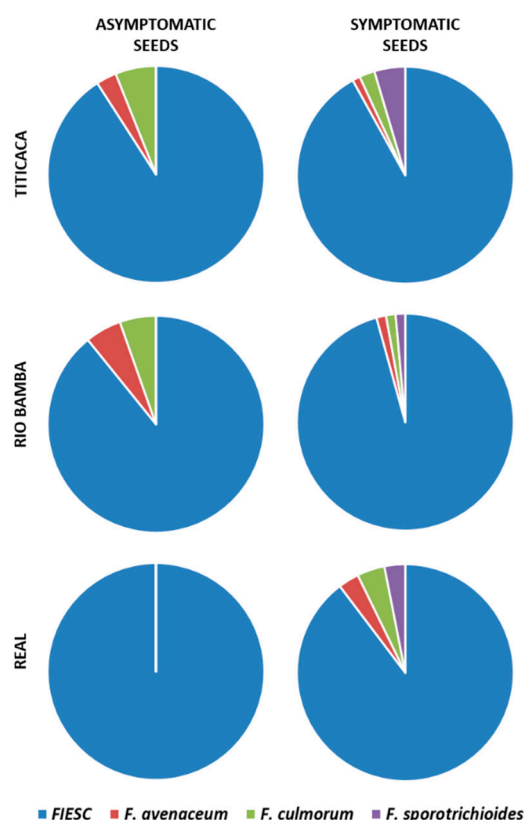 ASYMPTOMATIC
SEEDS
SYMPTOMATIC
SEEDS
TITICACA
RIO BAMBA
REAL
FIESC F. avenaceum F. culmorum F. sporotrichioides